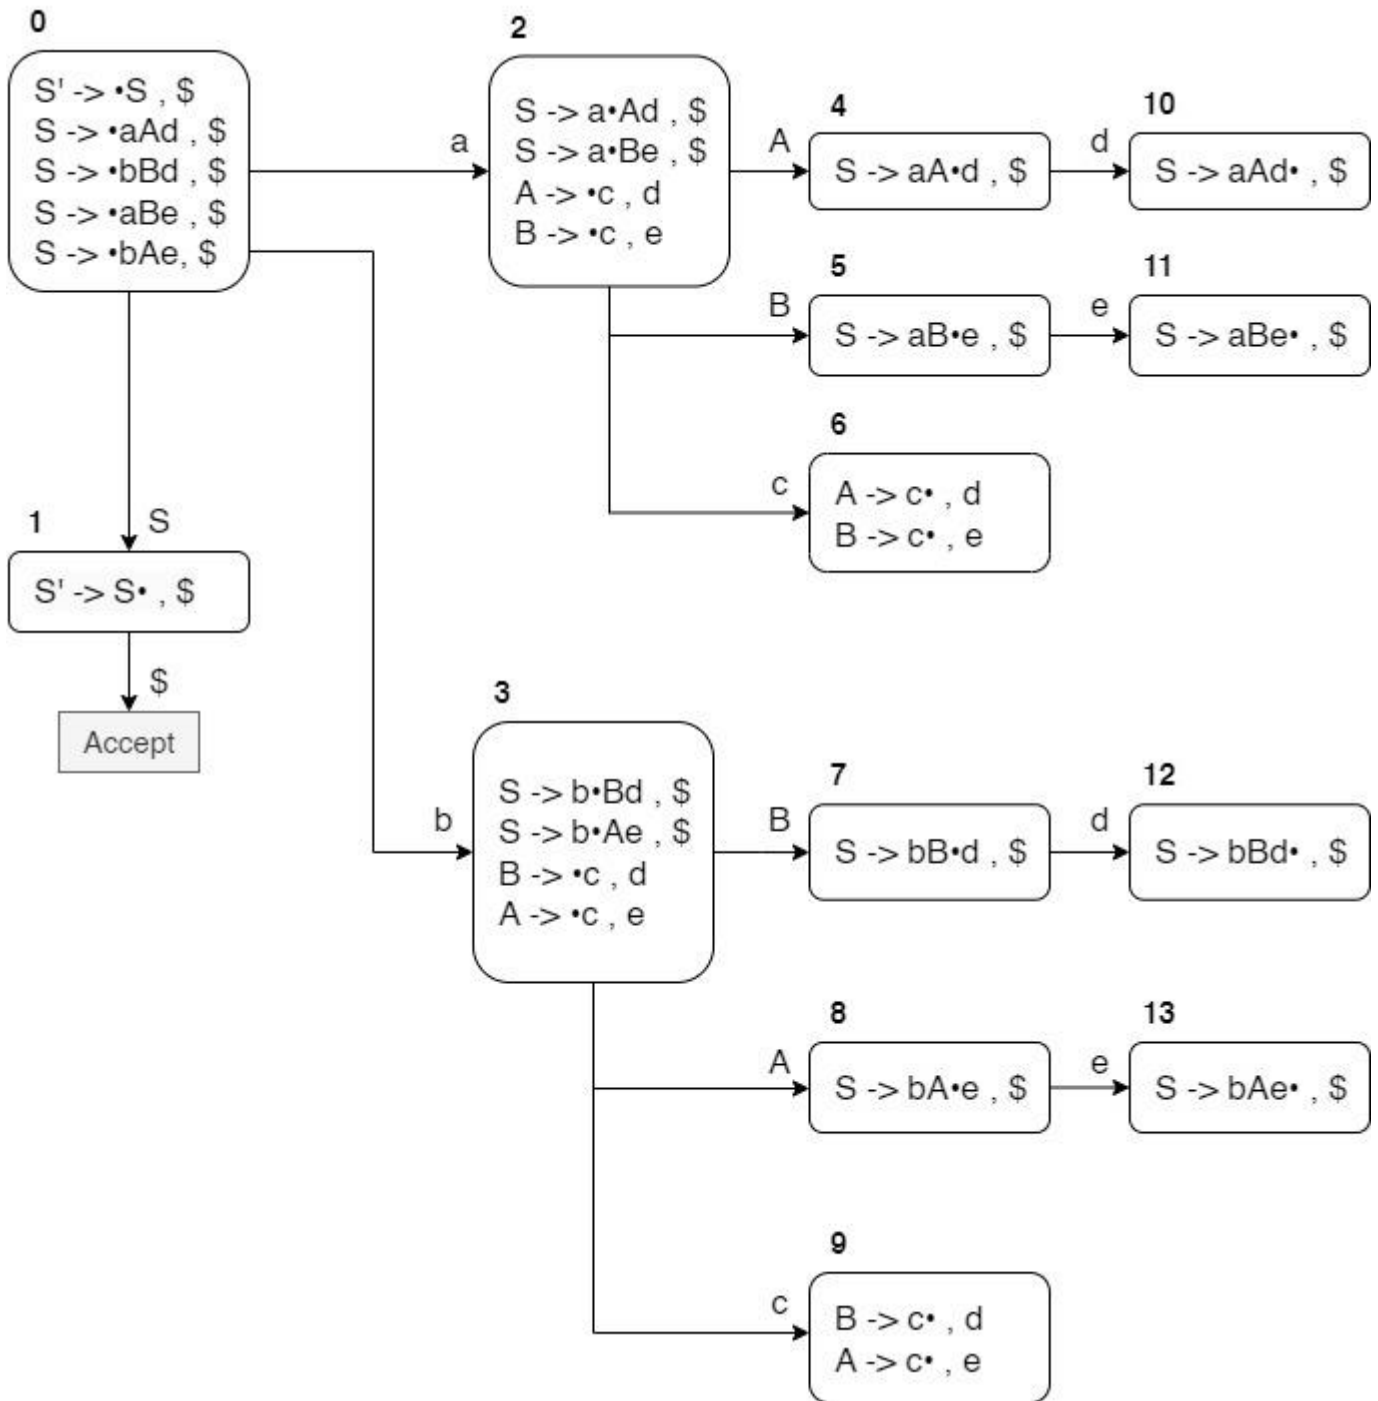 0
S' -> •S , $
S -> •aAd , $
S -> •bBd , $
S -> •aBe , $
S -> •bAe, $
a
2
S -> a•Ad , $
S -> a•Be , $
A -> •c , d
B -> •c , e
A
4
S -> aA•d , $
d
10
S -> aAd• , $
B
5
S -> aB•e , $
e
11
S -> aBe• , $
c
6
A -> c• , d
B -> c• , e
S
1
S' -> S• , $
$
Accept
b
3
S -> b•Bd , $
S -> b•Ae , $
B -> •c , d
A -> •c , e
B
7
S -> bB•d , $
d
12
S -> bBd• , $
A
8
S -> bA•e , $
e
13
S -> bAe• , $
c
9
B -> c• , d
A -> c• , e